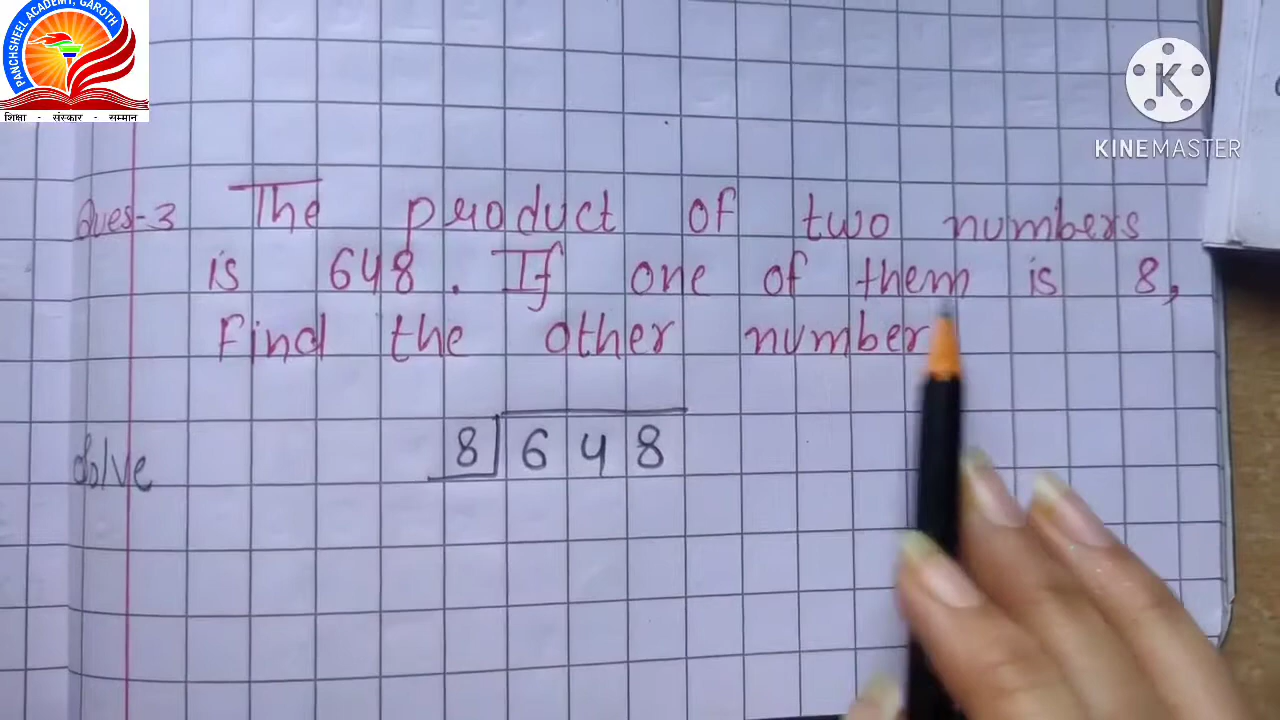 PANCHSHEEL ACADEMY, GAROTH
शिक्षा - संस्कार - सम्मान
K
KINEMASTER
Ques-3 The product of two numbers
is 648. If one of them is 8,
Find the other number
Solve 8 648